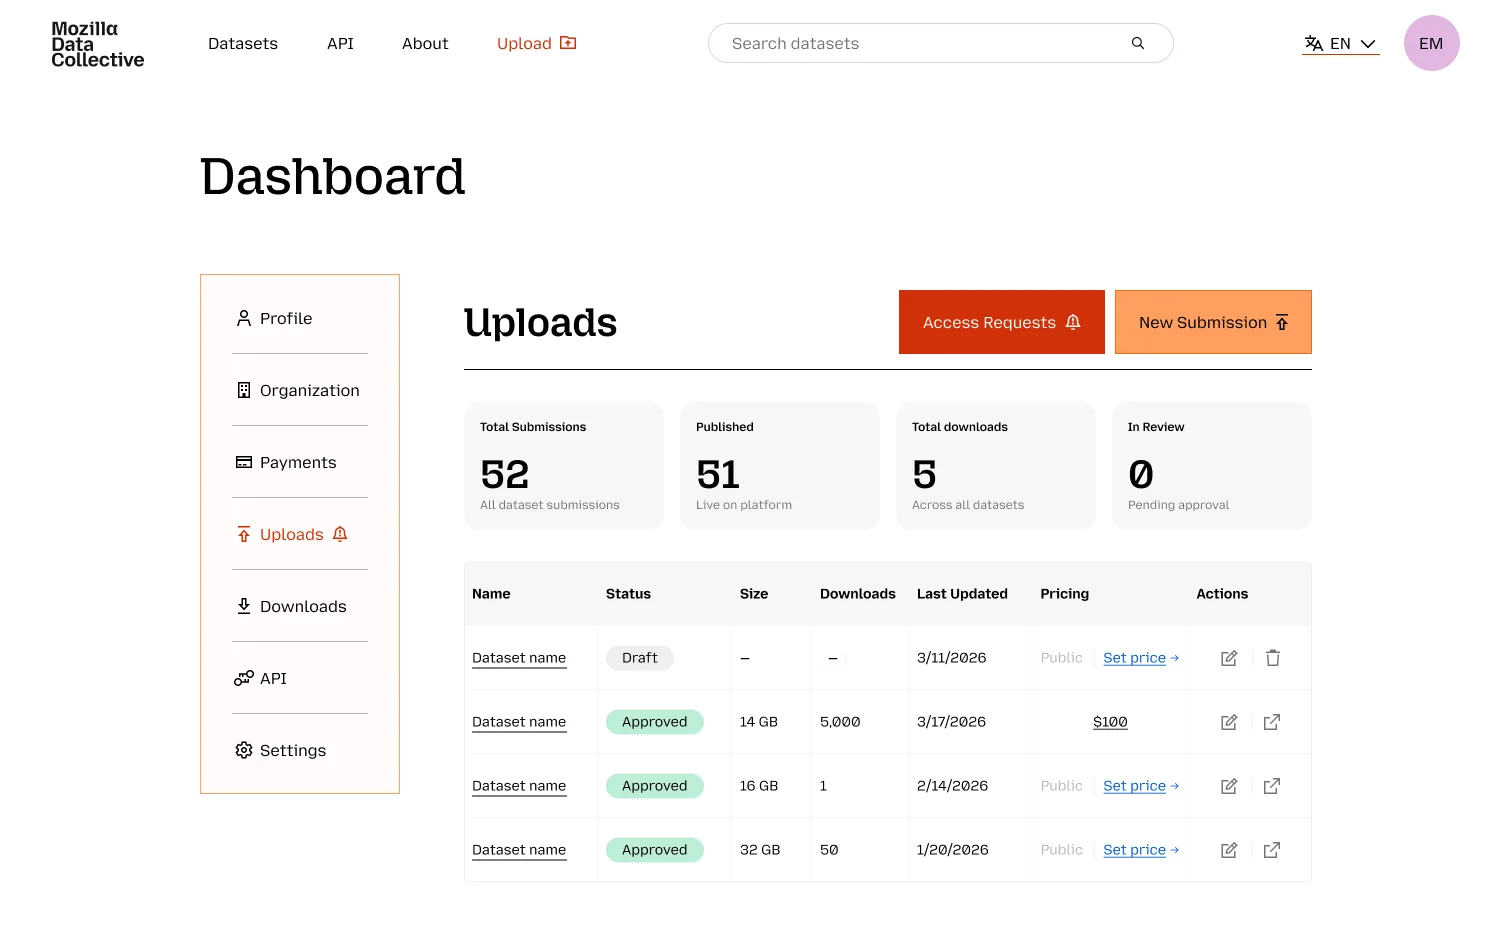 Mozilla
Data
Collective
Datasets
API
About
Upload
Search datasets
EN
EM
Dashboard
Profile
Organization
Payments
Uploads
Downloads
API
Settings
Uploads
Access Requests
New Submission
Total Submissions
52
All dataset submissions
Published
51
Live on platform
Total downloads
5
Across all datasets
In Review
0
Pending approval
Name Status Size Downloads Last Updated Pricing Actions
Dataset name Draft – – 3/11/2026 Public Set price →
Dataset name Approved 14 GB 5,000 3/17/2026 $100
Dataset name Approved 16 GB 1 2/14/2026 Public Set price →
Dataset name Approved 32 GB 50 1/20/2026 Public Set price →